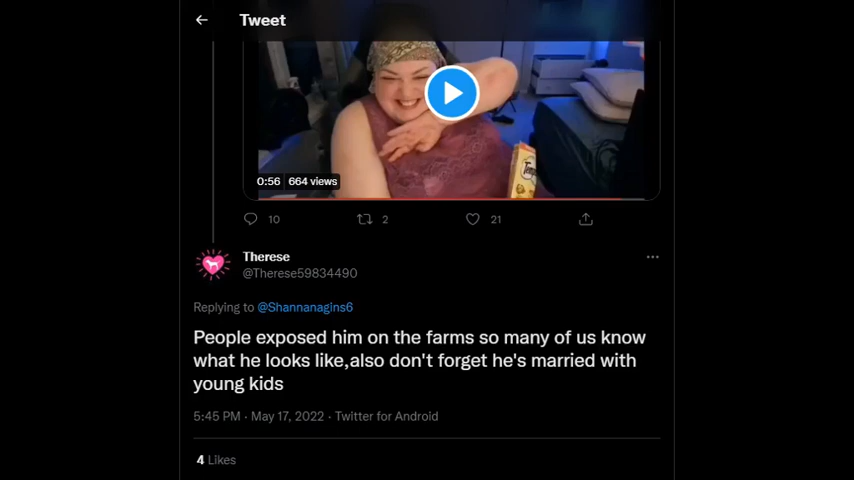 Tweet
0:56 664 views
10 2 21
Therese
@Therese59834490
Replying to @Shannanagins6
People exposed him on the farms so many of us know
what he looks like,also don't forget he's married with
young kids
5:45 PM · May 17, 2022 · Twitter for Android
4 Likes